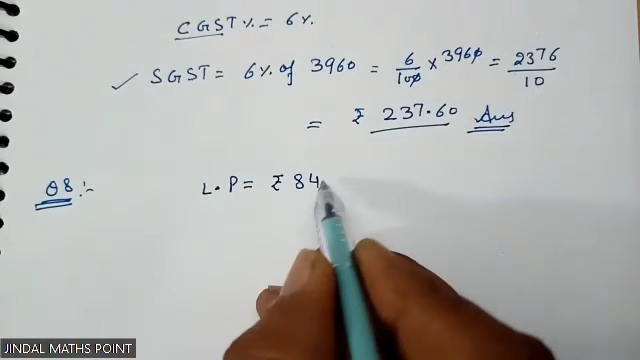 CGST % = 6%
✓ SGST = 6% of 3960 = 6/100 × 3960 = 2376/10
= ₹ 237.60 Ans
Q8 :- L.P = ₹ 84
JINDAL MATHS POINT